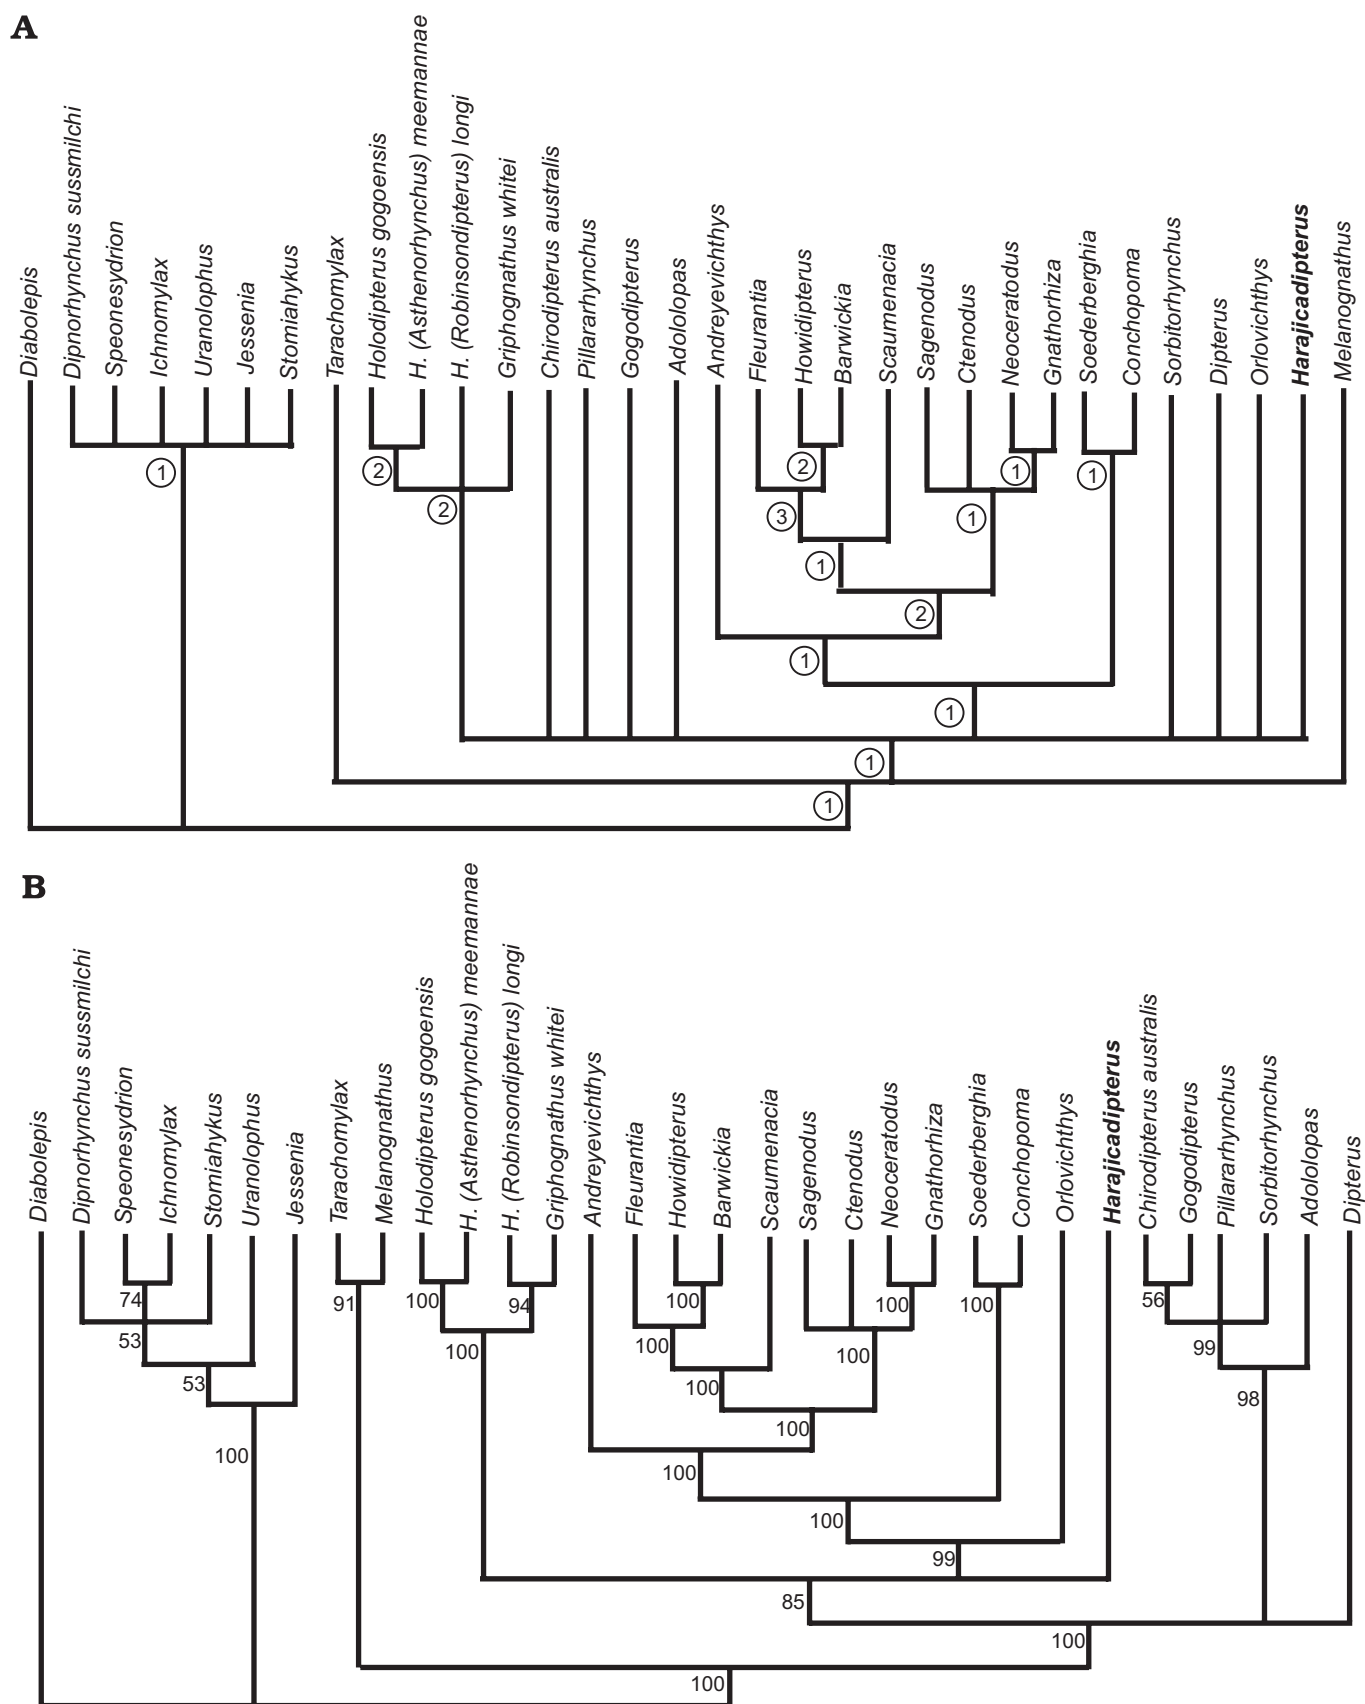 A
Diabolepis
Dipnorhynchus sussmilchi
Speonesydrion
Ichnomylax
Uranolophus
Jessenia
Stomiahykus
Tarachomylax
Holodipterus gogoensis
H. (Asthenorhynchus) meemannae
H. (Robinsondipterus) longi
Griphognathus whitei
Chirodipterus australis
Pillararhynchus
Gogodipterus
Adololopas
Andreyevichthys
Fleurantia
Howidipterus
Barwickia
Scaumenacia
Sagenodus
Ctenodus
Neoceratodus
Gnathorhiza
Soederberghia
Conchopoma
Sorbitorhynchus
Dipterus
Orlovichthys
Harajicadipterus
Melanognathus
1
2
2
2
3
1
1
1
1
2
1
1
1
1
B
Diabolepis
Dipnorhynchus sussmilchi
Speonesydrion
Ichnomylax
Stomiahykus
Uranolophus
Jessenia
Tarachomylax
Melanognathus
Holodipterus gogoensis
H. (Asthenorhynchus) meemannae
H. (Robinsondipterus) longi
Griphognathus whitei
Andreyevichthys
Fleurantia
Howidipterus
Barwickia
Scaumenacia
Sagenodus
Ctenodus
Neoceratodus
Gnathorhiza
Soederberghia
Conchopoma
Orlovichthys
Harajicadipterus
Chirodipterus australis
Gogodipterus
Pillararhynchus
Sorbitorhynchus
Adololopas
Dipterus
74
91
100
94
100
100
100
56
53
100
100
100
99
53
100
98
100
100
100
100
99
85
100
100